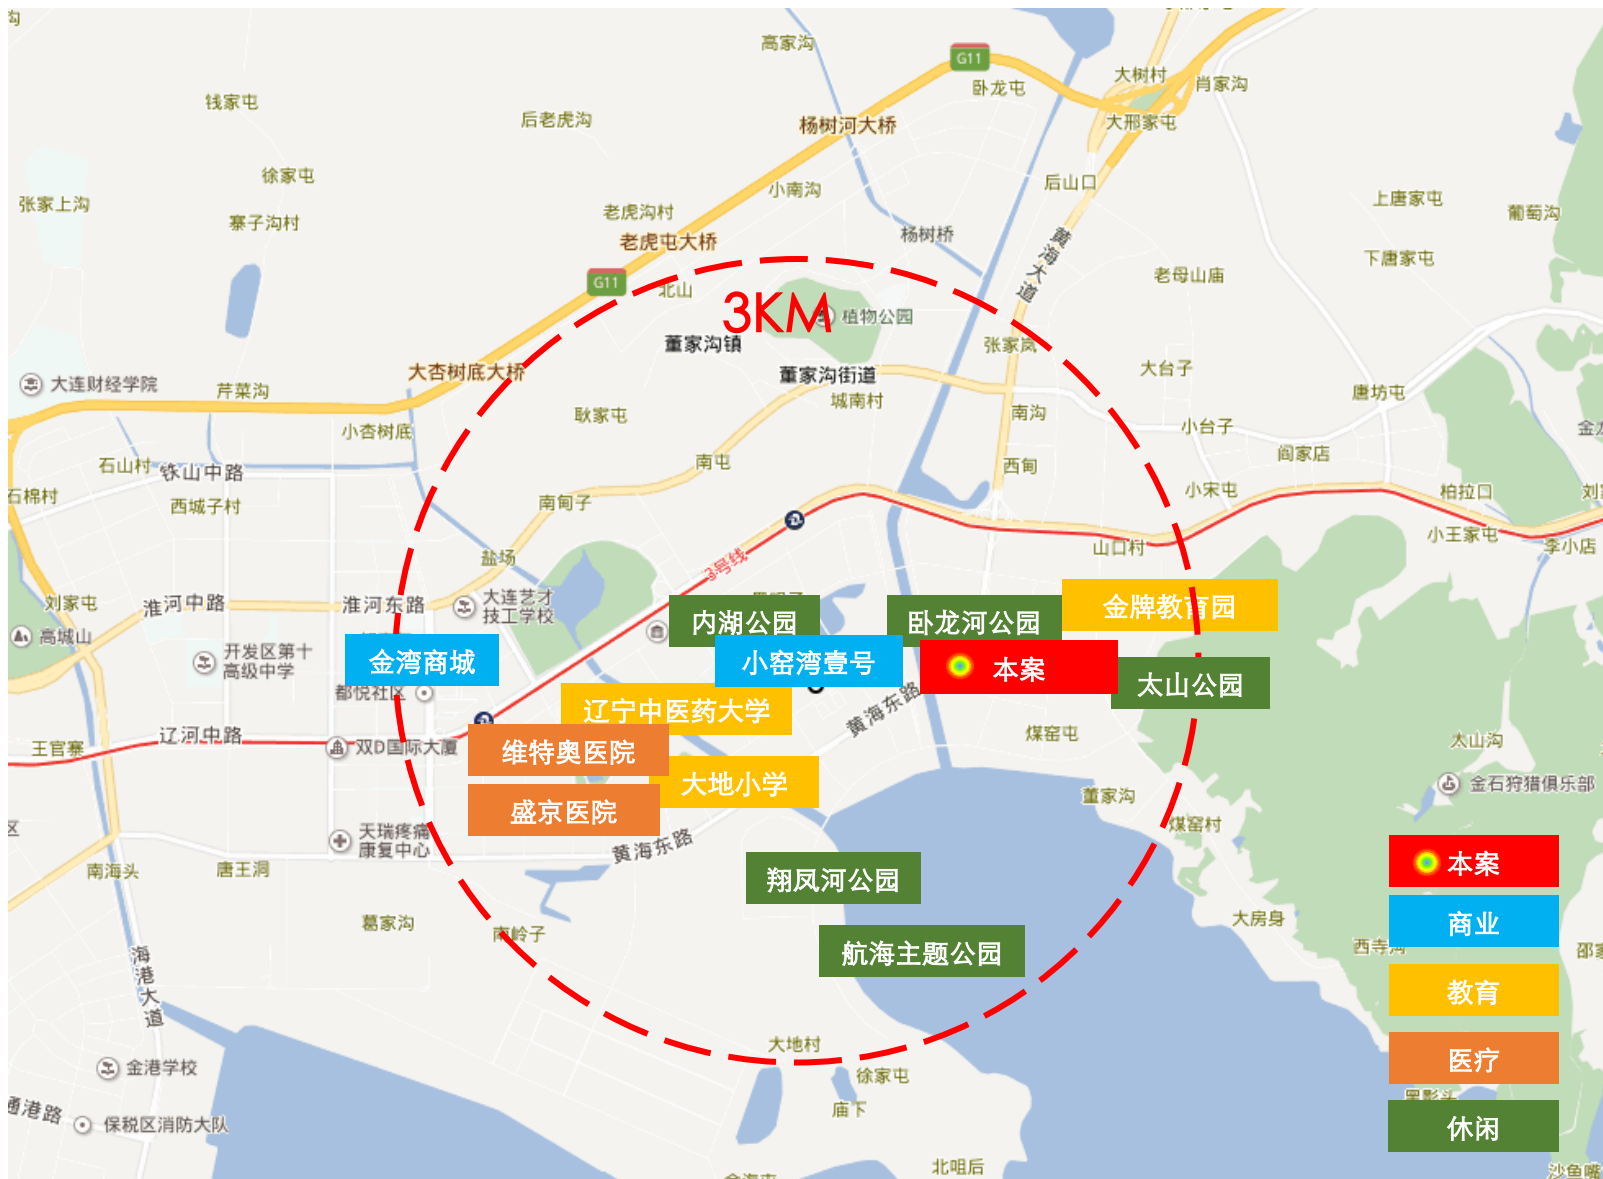 沟
高家沟
G11
大树村
卧龙屯
肖家沟
钱家屯
后老虎沟
杨树河大桥
大邢家屯
徐家屯
后山口
小南沟
张家上沟
上唐家屯
寨子沟村
老虎沟村
葡萄沟
老虎屯大桥
杨树桥
黄海大道
下唐家屯
老母山庙
G11
北山
3KM
植物公园
董家沟镇
张家岚
大杏树底大桥
董家沟街道
大台子
大连财经学院
芹菜沟
唐坊屯
城南村
耿家屯
南沟
小杏树底
小台子
金龙
石山村
铁山中路
南屯
西甸
阎家店
石棉村
西城子村
南甸子
小宋屯
柏拉口
刘
3号线
小王家屯
山口村
李小店
盐场
刘家屯
淮河中路
淮河东路
大连艺才
技工学校
内湖公园
卧龙河公园
金牌教育园
高城山
开发区第十
高级中学
金湾商城
小窑湾壹号
本案
太山公园
都悦社区
辽宁中医药大学
黄海东路
王官寨
辽河中路
双D国际大厦
维特奥医院
煤窑屯
太山沟
大地小学
金石狩猎俱乐部
盛京医院
董家沟
区
天瑞疼痛
康复中心
黄海东路
煤窑村
南海头
唐王洞
本案
翔凤河公园
葛家沟
南岭子
大房身
商业
航海主题公园
西寺沟
邵家
海港大道
教育
大地村
医疗
金港学校
徐家屯
黑影头
通港路
保税区消防大队
庙下
休闲
北咀后
沙鱼嘴